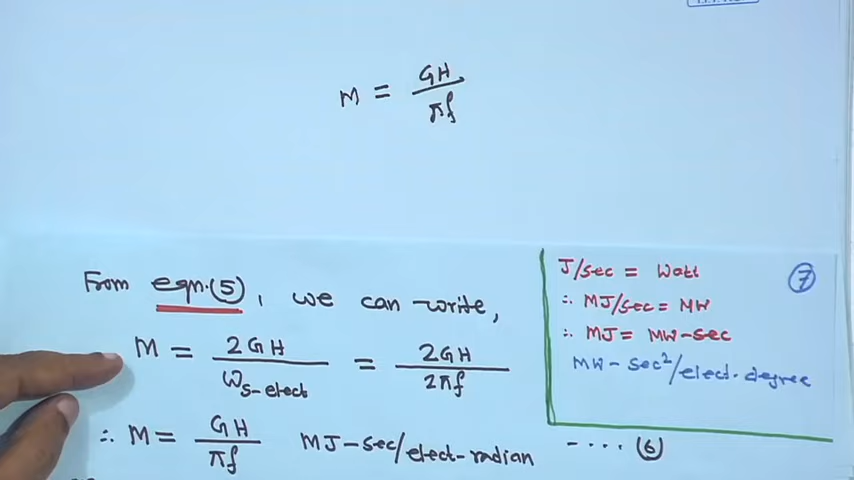 M = GH/πf
From eqn.(5), we can write,
M = 2GH/ωs-elect = 2GH/2πf
∴ M = GH/πf MJ-sec/elect-radian -···· (6)
J/sec = Watt
7
∴ MJ/sec = MW
∴ MJ = MW-sec
MW-sec²/elect.degree